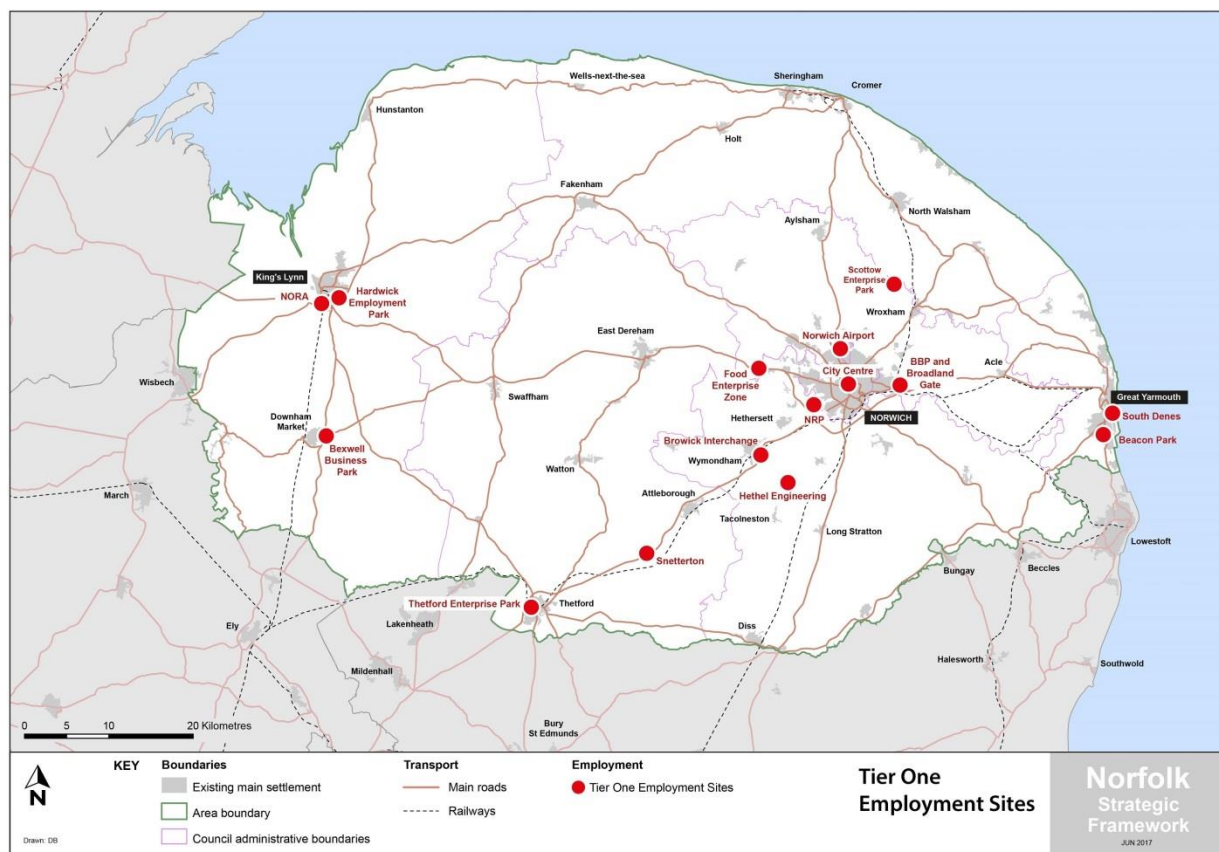 Wells-next-the-sea
Sheringham
Cromer
Hunstanton
Holt
Fakenham
North Walsham
Aylsham
King's Lynn
NORA
Hardwick
Employment
Park
Scottow
Enterprise
Park
Wroxham
Norwich Airport
East Dereham
City Centre
BBP and
Broadland
Gate
Acle
Wisbech
Food
Enterprise
Zone
Swaffham
Great Yarmouth
South Denes
Hethersett
NRP
NORWICH
Downham
Market
Bexwell
Business
Park
Beacon Park
Browick Interchange
Wymondham
Watton
March
Attleborough
Hethel Engineering
Tacolneston
Long Stratton
Lowestoft
Snetterton
Bungay
Beccles
Thetford Enterprise Park
Thetford
Ely
Lakenheath
Diss
Mildenhall
Halesworth
Southwold
Bury
St Edmunds
0 5 10 20 Kilometres
N
Drawn: DB
KEY
Boundaries
Existing main settlement
Area boundary
Council administrative boundaries
Transport
Main roads
Railways
Employment
Tier One Employment Sites
Tier One
Employment Sites
Norfolk
Strategic
Framework
JUN 2017